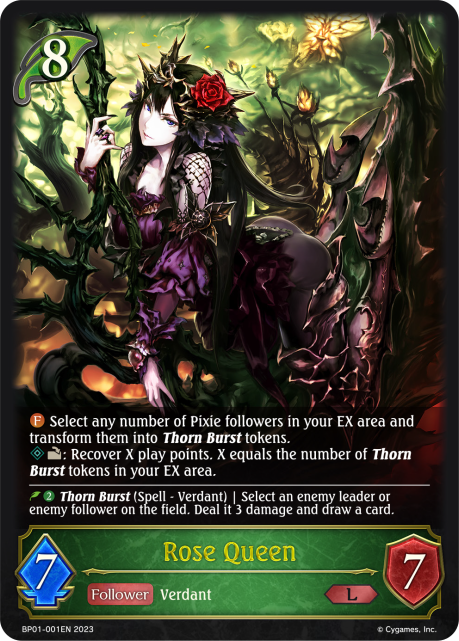 8
F Select any number of Pixie followers in your EX area and
transform them into Thorn Burst tokens.
: Recover X play points. X equals the number of Thorn
Burst tokens in your EX area.
2 Thorn Burst (Spell - Verdant) | Select an enemy leader or
enemy follower on the field. Deal it 3 damage and draw a card.
Rose Queen
7
Follower Verdant
L
7
BP01-001EN 2023
© Cygames, Inc.